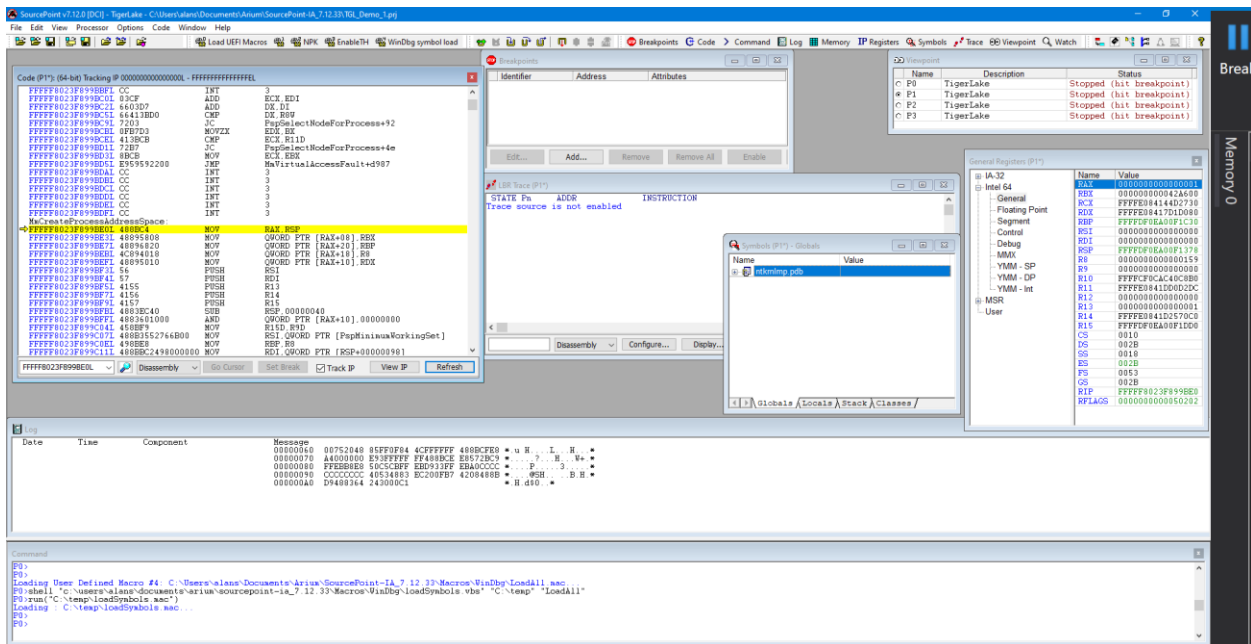 SourcePoint v7.12.0 [DCI] - TigerLake - C:\Users\alans\Documents\Arium\SourcePoint-IA_7.12.33\TGL_Demo_1.prj
File Edit View Processor Options Code Window Help
Load UEFI Macros NPK EnableTH WinDbg symbol load Breakpoints Code Command Log Memory IP Registers Symbols Trace Viewpoint Watch
Break
Memory 0
Code (P1*): (64-bit) Tracking IP 0000000000000000L - FFFFFFFFFFFFFFFEL
FFFFF8023F899BBFL CC INT 3
FFFFF8023F899BC0L 03CF ADD ECX,EDI
FFFFF8023F899BC2L 6603D7 ADD DX,DI
FFFFF8023F899BC5L 66413BD0 CMP DX,R8W
FFFFF8023F899BC9L 7203 JC PspSelectNodeForProcess+92
FFFFF8023F899BCBL 0FB7D3 MOVZX EDX,BX
FFFFF8023F899BCEL 413BCB CMP ECX,R11D
FFFFF8023F899BD1L 72B7 JC PspSelectNodeForProcess+4e
FFFFF8023F899BD3L 8BCB MOV ECX,EBX
FFFFF8023F899BD5L E959592200 JMP MmVirtualAccessFault+d987
FFFFF8023F899BDAL CC INT 3
FFFFF8023F899BDBL CC INT 3
FFFFF8023F899BDCL CC INT 3
FFFFF8023F899BDDL CC INT 3
FFFFF8023F899BDEL CC INT 3
FFFFF8023F899BDFL CC INT 3
MmCreateProcessAddressSpace:
FFFFF8023F899BE0L 488BC4 MOV RAX,RSP
FFFFF8023F899BE3L 48895808 MOV QWORD PTR [RAX+08],RBX
FFFFF8023F899BE7L 48896820 MOV QWORD PTR [RAX+20],RBP
FFFFF8023F899BEBL 4C894018 MOV QWORD PTR [RAX+18],R8
FFFFF8023F899BEFL 48895010 MOV QWORD PTR [RAX+10],RDX
FFFFF8023F899BF3L 56 PUSH RSI
FFFFF8023F899BF4L 57 PUSH RDI
FFFFF8023F899BF5L 4155 PUSH R13
FFFFF8023F899BF7L 4156 PUSH R14
FFFFF8023F899BF9L 4157 PUSH R15
FFFFF8023F899BFBL 4883EC40 SUB RSP,00000040
FFFFF8023F899BFFL 4883601000 AND QWORD PTR [RAX+10],00000000
FFFFF8023F899C04L 458BF9 MOV R15D,R9D
FFFFF8023F899C07L 488B3552766B00 MOV RSI,QWORD PTR [PspMinimumWorkingSet]
FFFFF8023F899C0EL 498BE8 MOV RBP,R8
FFFFF8023F899C11L 488BBC2498000000 MOV RDI,QWORD PTR [RSP+00000098]
FFFFF8023F899BE0L Disassembly Go Cursor Set Break Track IP View IP Refresh
Breakpoints
Identifier Address Attributes
Edit... Add... Remove Remove All Enable
LBR Trace (P1*)
STATE Pn ADDR INSTRUCTION
Trace source is not enabled
Disassembly Configure... Display...
Symbols (P1*) - Globals
Name Value
ntkrnlmp.pdb
Globals Locals Stack Classes
Viewpoint
Name Description Status
P0 TigerLake Stopped (hit breakpoint)
P1 TigerLake Stopped (hit breakpoint)
P2 TigerLake Stopped (hit breakpoint)
P3 TigerLake Stopped (hit breakpoint)
General Registers (P1*)
IA-32
Intel 64
General
Floating Point
Segment
Control
Debug
MMX
YMM - SP
YMM - DP
YMM - Int
MSR
User
Name Value
RAX 0000000000000001
RBX 000000000042A600
RCX FFFFE084144D2730
RDX FFFFE08417D1D080
RBP FFFFDF0EA00F1C30
RSI 0000000000000000
RDI 0000000000000000
RSP FFFFDF0EA00F1378
R8 0000000000000159
R9 0000000000000000
R10 FFFFCF0CAC40C8B0
R11 FFFFE0841DD0D2DC
R12 0000000000000000
R13 0000000000000001
R14 FFFFE0841D2570C0
R15 FFFFDF0EA00F1DD0
CS 0010
DS 002B
SS 0018
ES 002B
FS 0053
GS 002B
RIP FFFFF8023F899BE0
RFLAGS 0000000000050202
Log
Date Time Component Message
00000060 00752048 85FF0F84 4CFFFFFF 488BCFE8 *.u H....L...H...*
00000070 A4000000 E93FFFFF FF488BCE E8572BC9 *.....?...H..W+.*
00000080 FFEBB8E8 50C5CBFF EBD933FF EBA0CCCC *....P.....3.....*
00000090 CCCCCCCC 40534883 EC200FB7 4208488B *....@SH.. ..B.H.*
000000A0 D9488364 243000C1 *.H.d$0..*
Command
P0>
P0>
Loading User Defined Macro #4: C:\Users\alans\Documents\Arium\SourcePoint-IA_7.12.33\Macros\WinDbg\LoadAll.mac...
P0>shell "c:\users\alans\documents\arium\sourcepoint-ia_7.12.33\Macros\WinDbg\loadSymbols.vbs" "C:\temp" "LoadAll"
P0>run("C:\temp\loadSymbols.mac")
Loading : C:\temp\loadSymbols.mac...
P0>
P0>